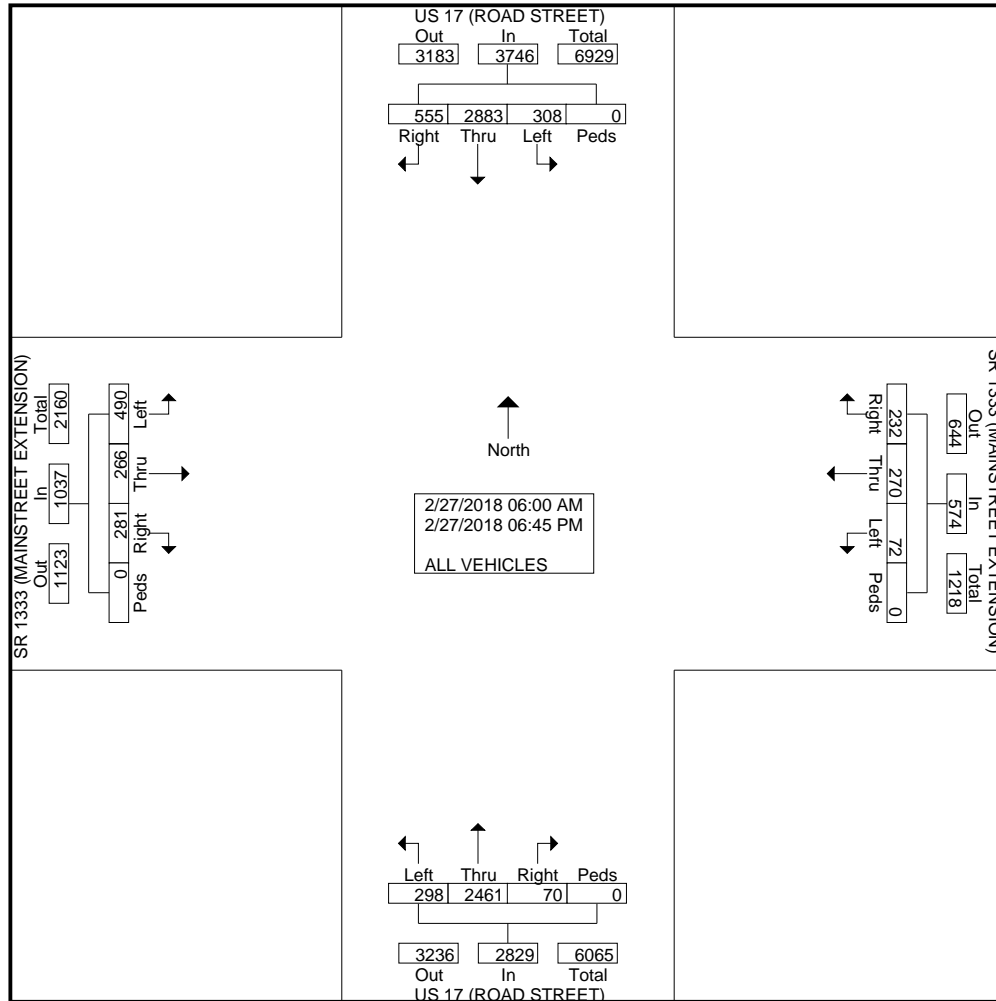 US 17 (ROAD STREET)
Out In Total
3183 3746 6929
555 2883 308 0
Right Thru Left Peds
SR 1333 (MAINSTREET EXTENSION)
Total In Out
2160 1037 1123
490 266 281 0
Left Thru Right Peds
North
2/27/2018 06:00 AM
2/27/2018 06:45 PM
ALL VEHICLES
Right Thru Left Peds
232 270 72 0
644 574 1218
Out In Total
SR 1333 (MAINSTREET EXTENSION)
Left Thru Right Peds
298 2461 70 0
3236 2829 6065
Out In Total
US 17 (ROAD STREET)